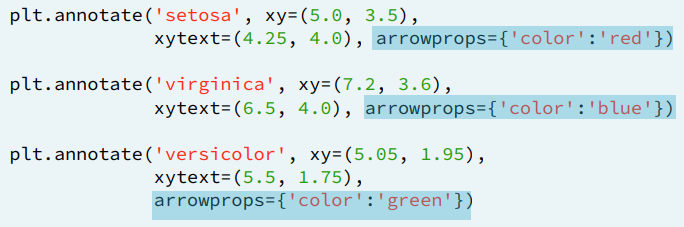 plt.annotate('setosa', xy=(5.0, 3.5),
xytext=(4.25, 4.0), arrowprops={'color':'red'})
plt.annotate('virginica', xy=(7.2, 3.6),
xytext=(6.5, 4.0), arrowprops={'color':'blue'})
plt.annotate('versicolor', xy=(5.05, 1.95),
xytext=(5.5, 1.75),
arrowprops={'color':'green'})